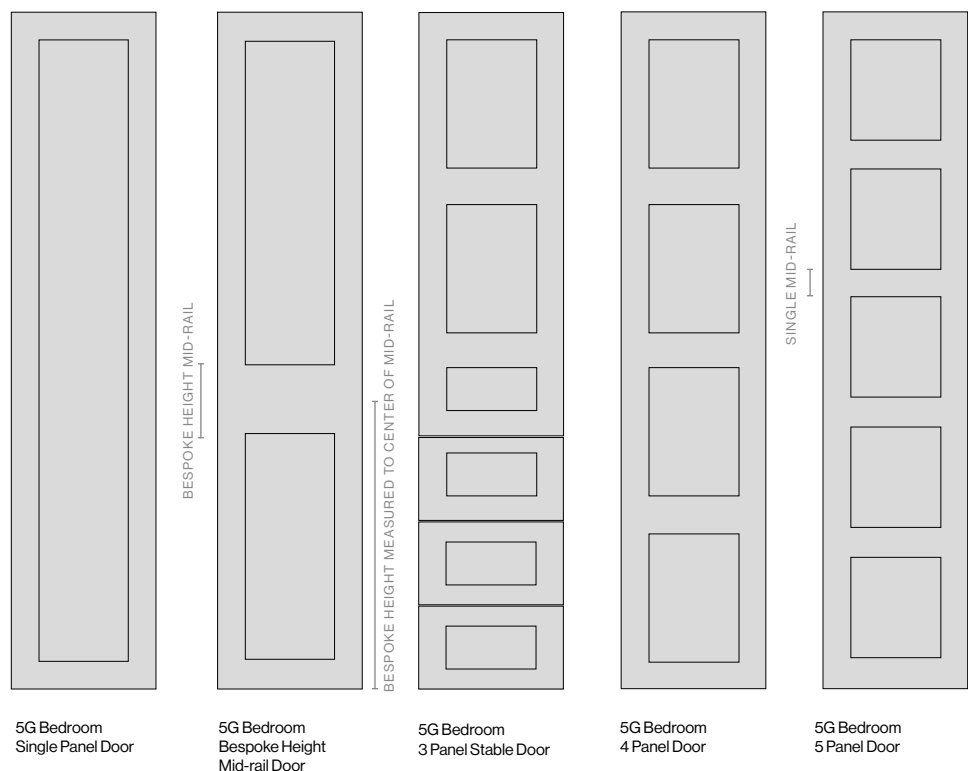 BESPOKE HEIGHT MID-RAIL
BESPOKE HEIGHT MEASURED TO CENTER OF MID-RAIL
SINGLE MID-RAIL
5G Bedroom
Single Panel Door
5G Bedroom
Bespoke Height
Mid-rail Door
5G Bedroom
3 Panel Stable Door
5G Bedroom
4 Panel Door
5G Bedroom
5 Panel Door